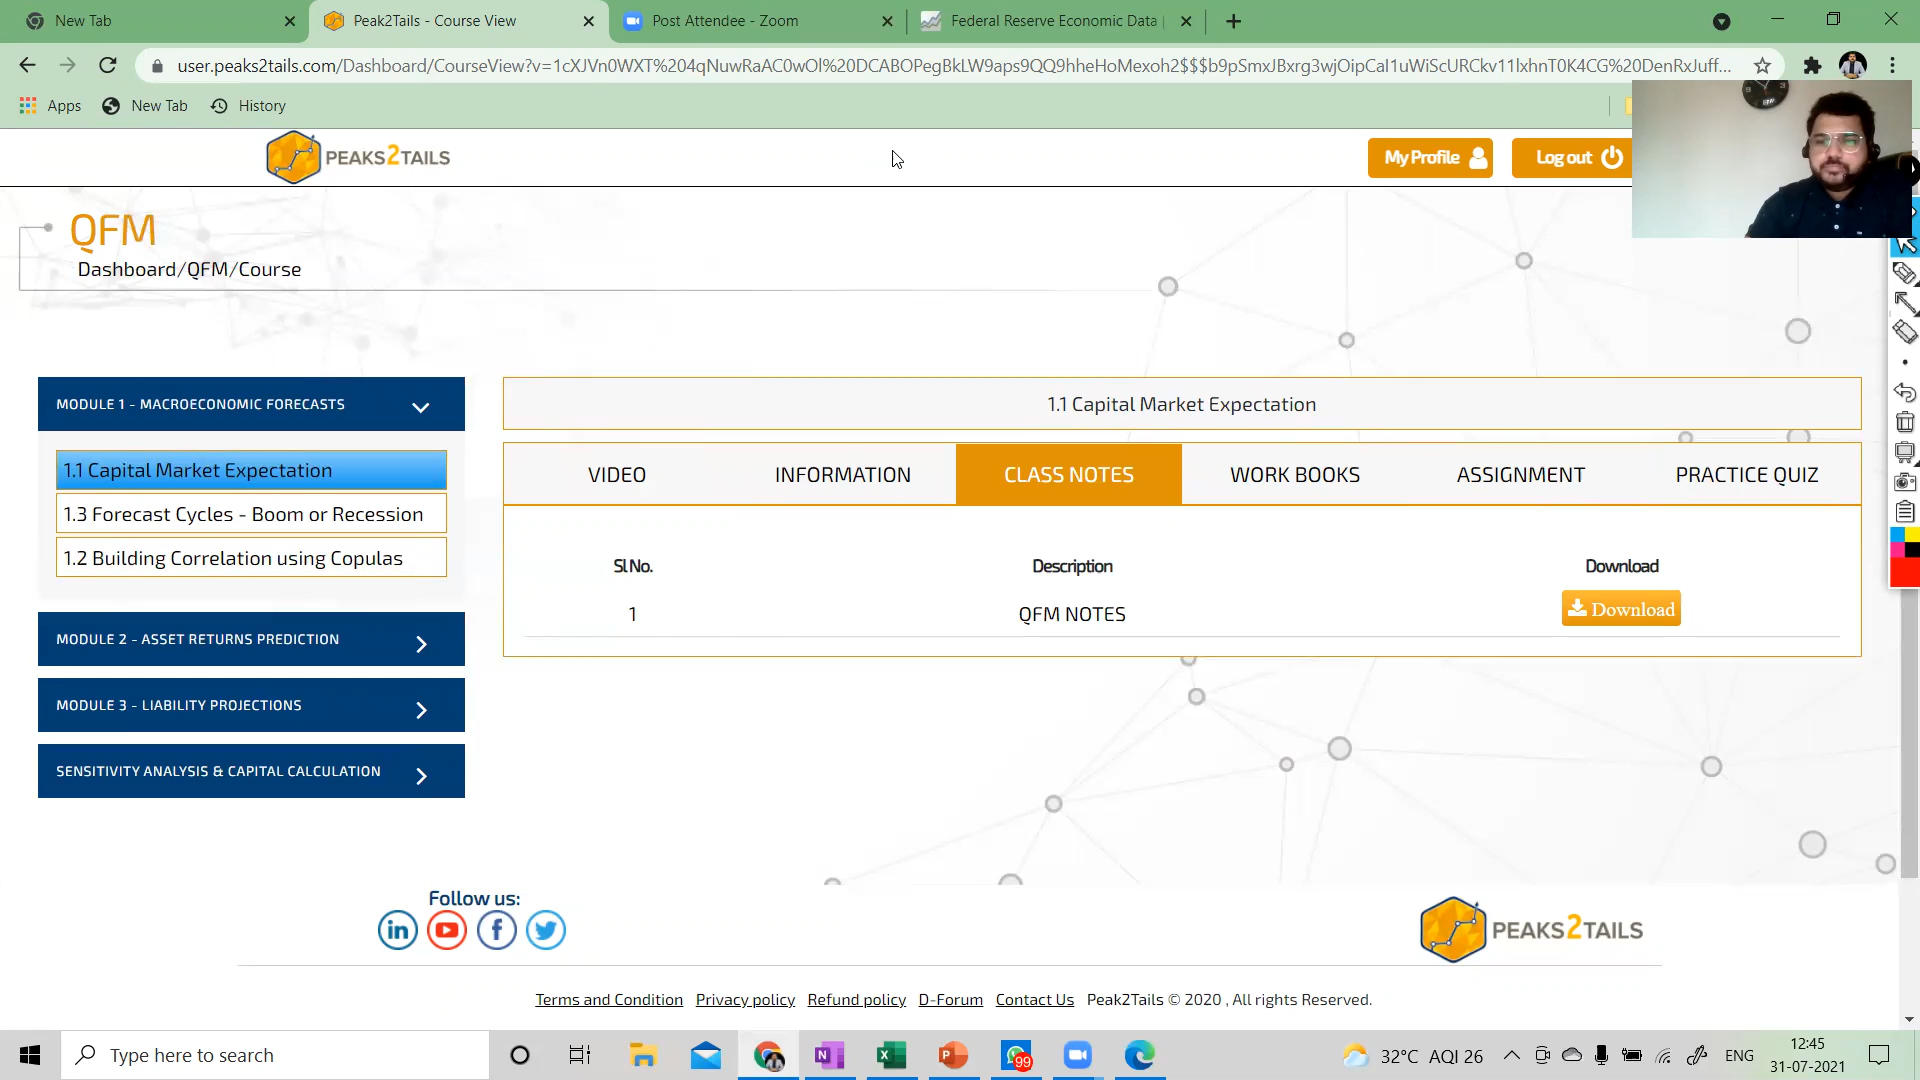 New Tab
Peak2Tails - Course View
Post Attendee - Zoom
Federal Reserve Economic Data
user.peaks2tails.com/Dashboard/CourseView?v=1cXJVn0WXT%204qNuwRaAC0wOl%20DCABOPegBkLW9aps9QQ9hheHoMexoh2$$$b9pSmxJBxrg3wjOipCaI1uWiScURCkv11lxhnT0K4CG%20DenRxJuff...
Apps
New Tab
History
PEAKS2TAILS
My Profile
Log out
QFM
Dashboard/QFM/Course
MODULE 1 - MACROECONOMIC FORECASTS
1.1 Capital Market Expectation
1.3 Forecast Cycles - Boom or Recession
1.2 Building Correlation using Copulas
MODULE 2 - ASSET RETURNS PREDICTION
MODULE 3 - LIABILITY PROJECTIONS
SENSITIVITY ANALYSIS & CAPITAL CALCULATION
1.1 Capital Market Expectation
VIDEO
INFORMATION
CLASS NOTES
WORK BOOKS
ASSIGNMENT
PRACTICE QUIZ
Sl No.
Description
Download
1
QFM NOTES
Download
Follow us:
PEAKS2TAILS
Terms and Condition Privacy policy Refund policy D-Forum Contact Us Peak2Tails © 2020 , All rights Reserved.
Type here to search
99
32°C AQI 26
ENG
12:45
31-07-2021